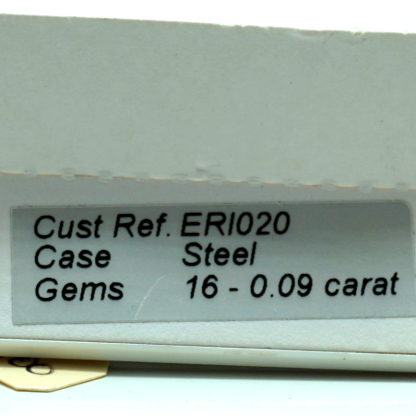 Cust Ref. ERI020
Case Steel
Gems 16 - 0.09 carat